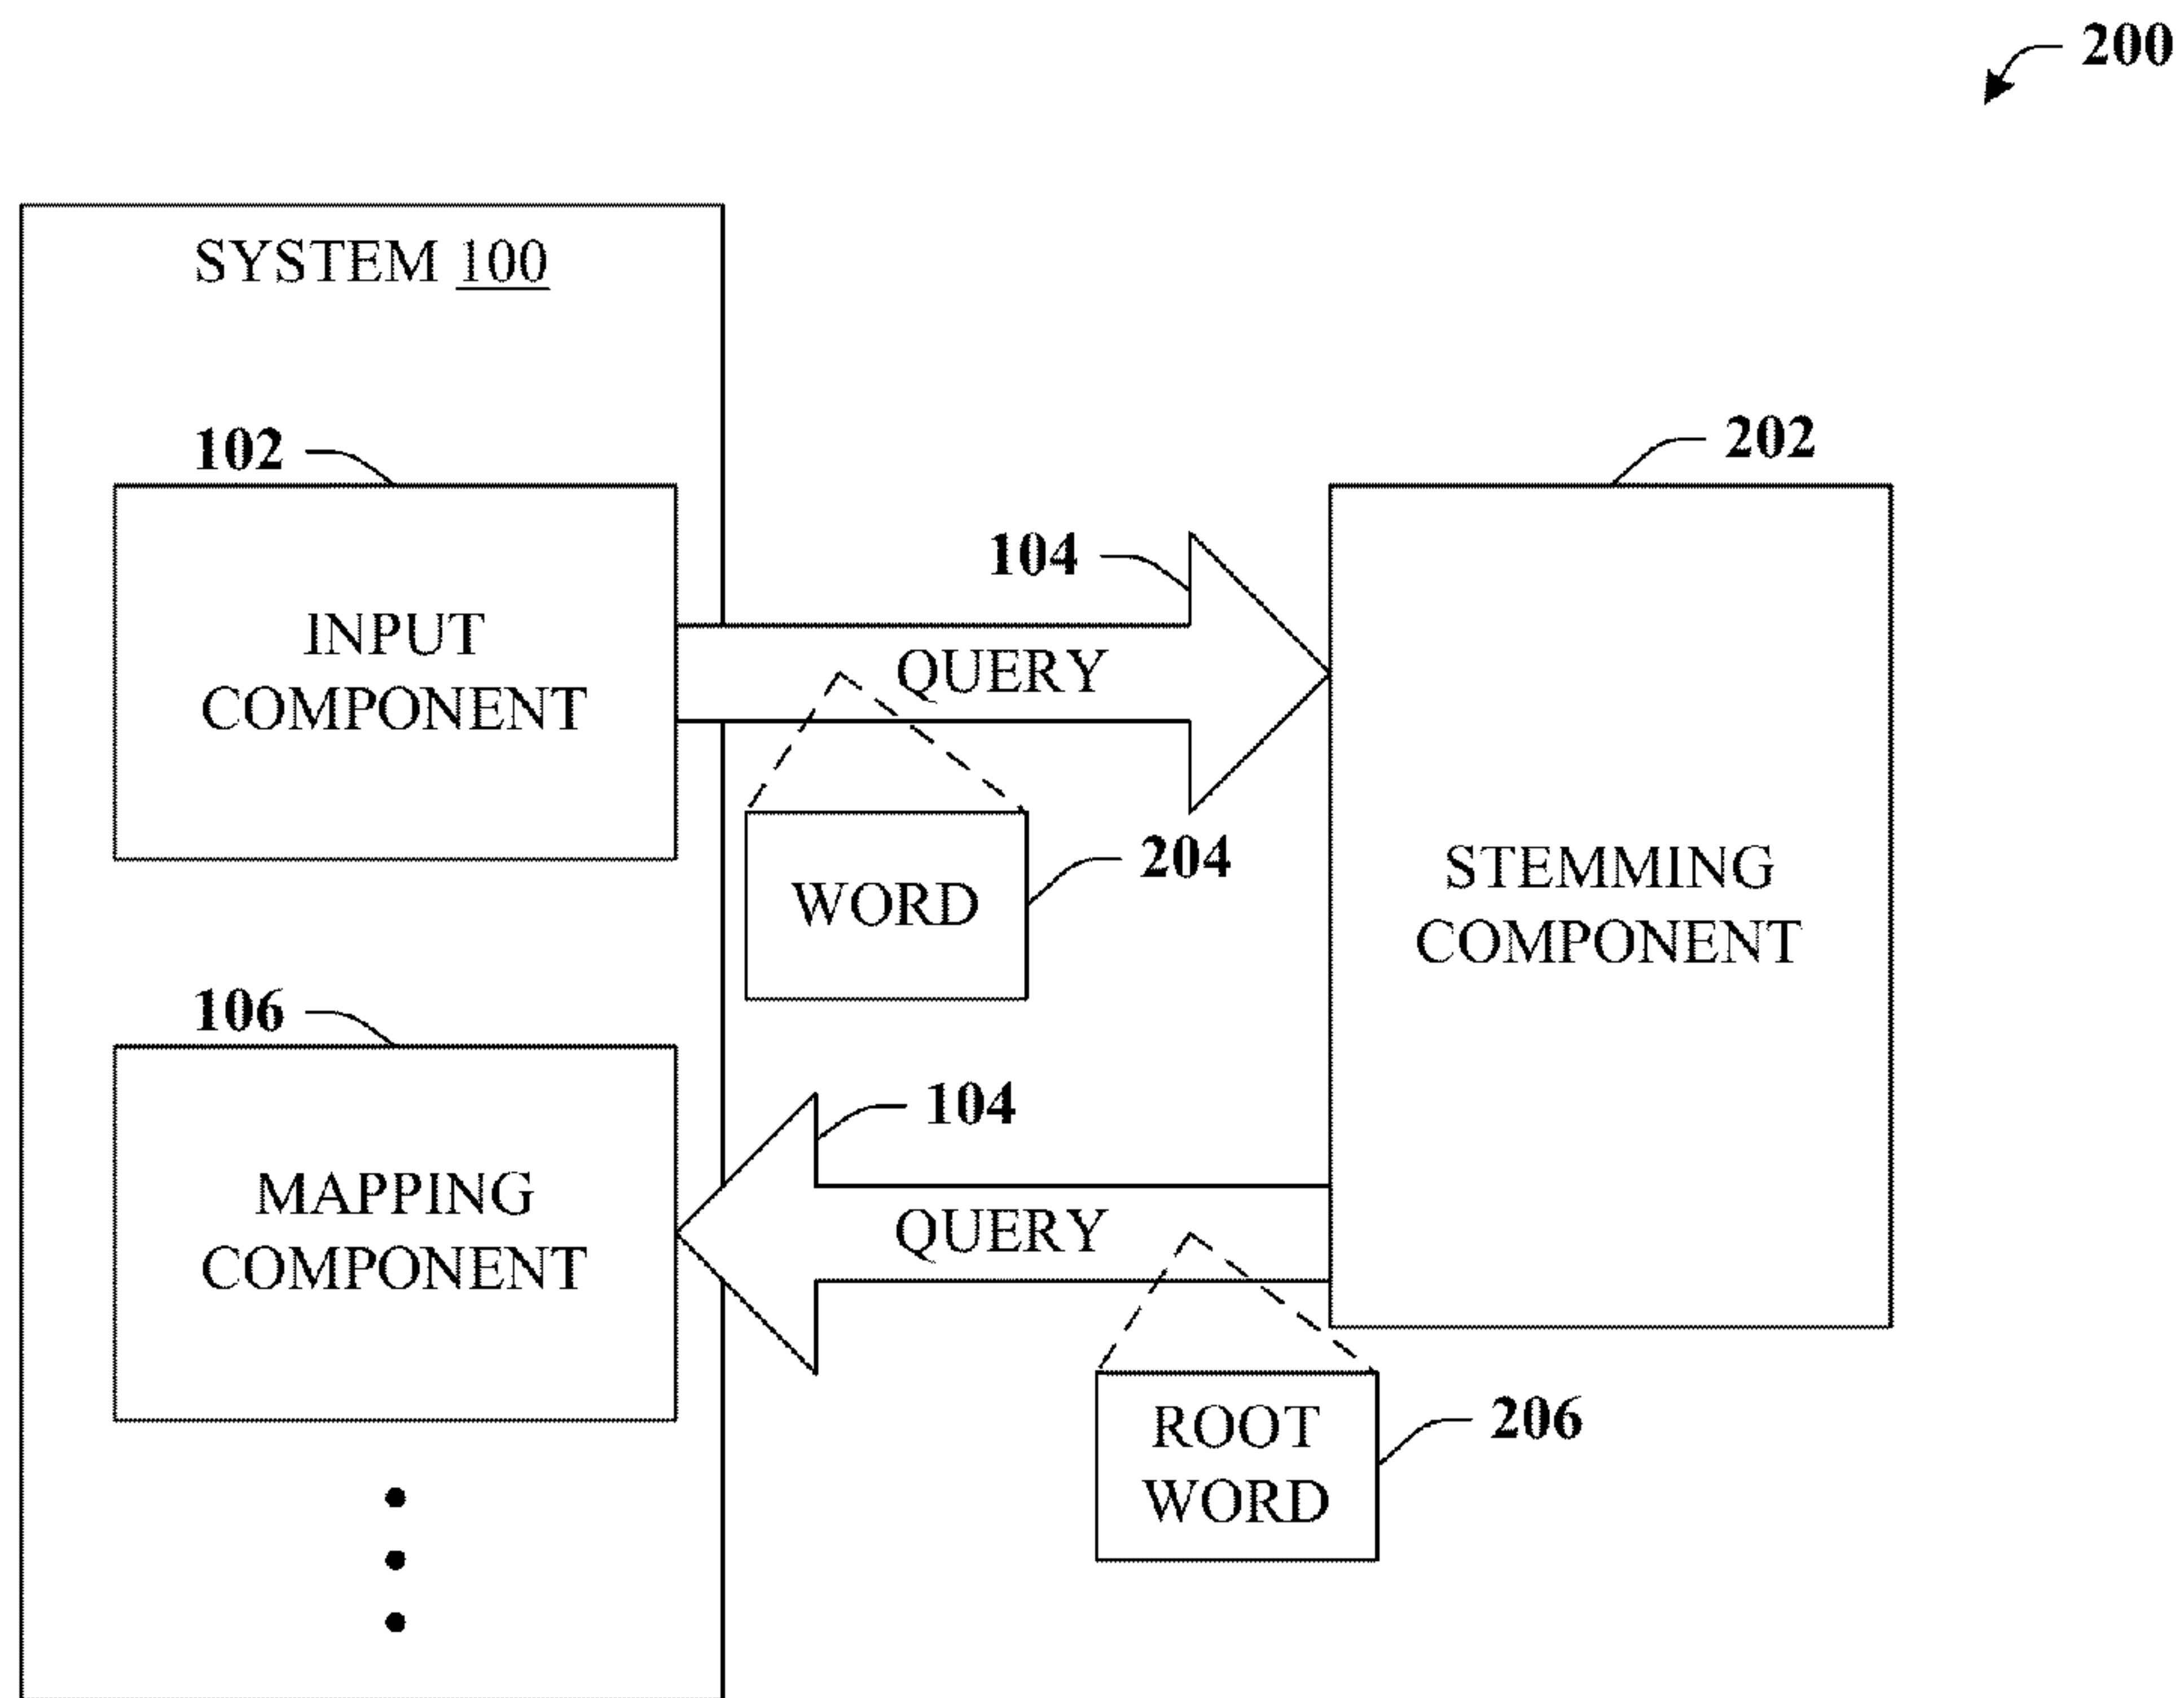 200
SYSTEM 100
102
202
104
INPUT
COMPONENT
QUERY
204
WORD
STEMMING
COMPONENT
106
104
MAPPING
COMPONENT
QUERY
206
ROOT
WORD